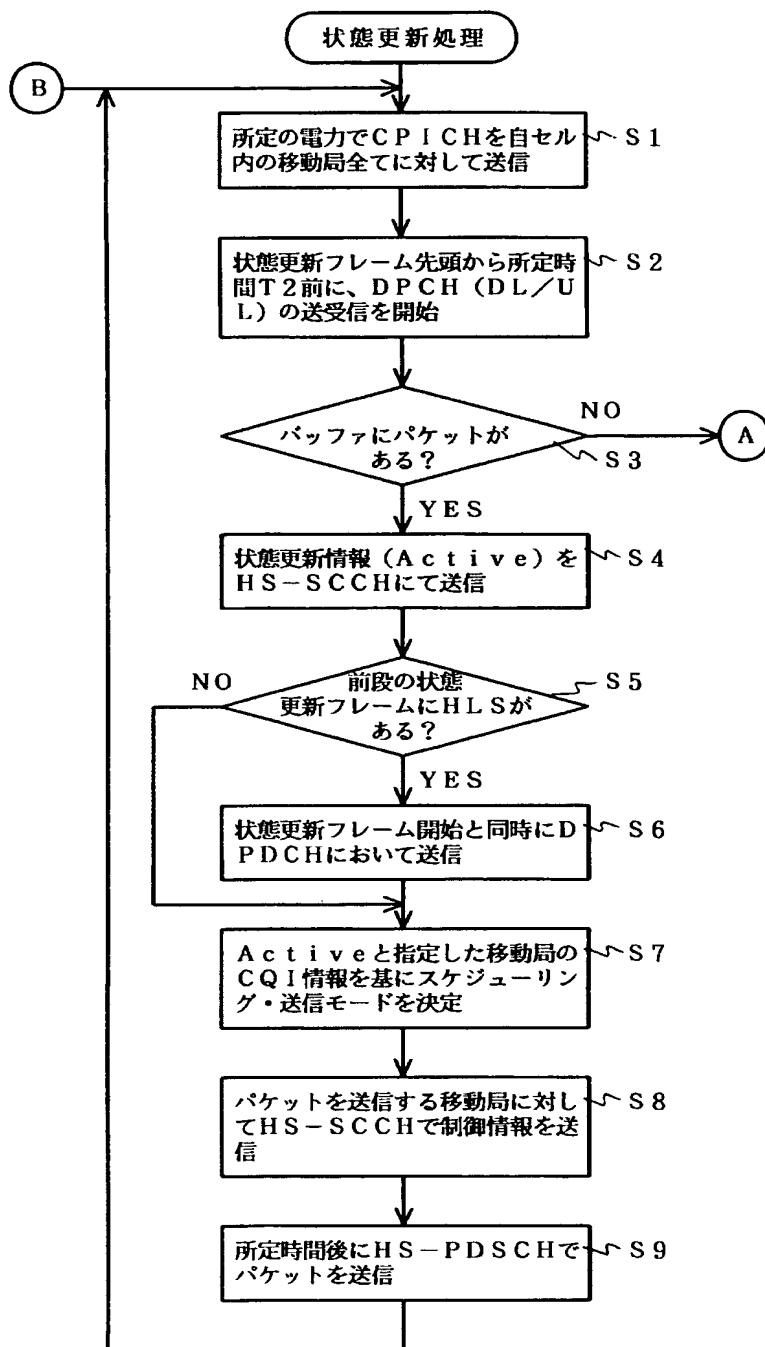 状態更新処理
B
所定の電力でCPICHを自セル
内の移動局全てに対して送信
S1
状態更新フレーム先頭から所定時
間T2前に、DPCH(DL/U
L)の送受信を開始
S2
バッファにパケットが
ある?
NO
A
S3
YES
状態更新情報(Active)を
HS-SCCHにて送信
S4
NO
前段の状態
更新フレームにHLSが
ある?
S5
YES
状態更新フレーム開始と同時にD
PDCHにおいて送信
S6
Activeと指定した移動局の
CQI情報を基にスケジューリン
グ・送信モードを決定
S7
パケットを送信する移動局に対し
てHS-SCCHで制御情報を送
信
S8
所定時間後にHS-PDSCHで
パケットを送信
S9